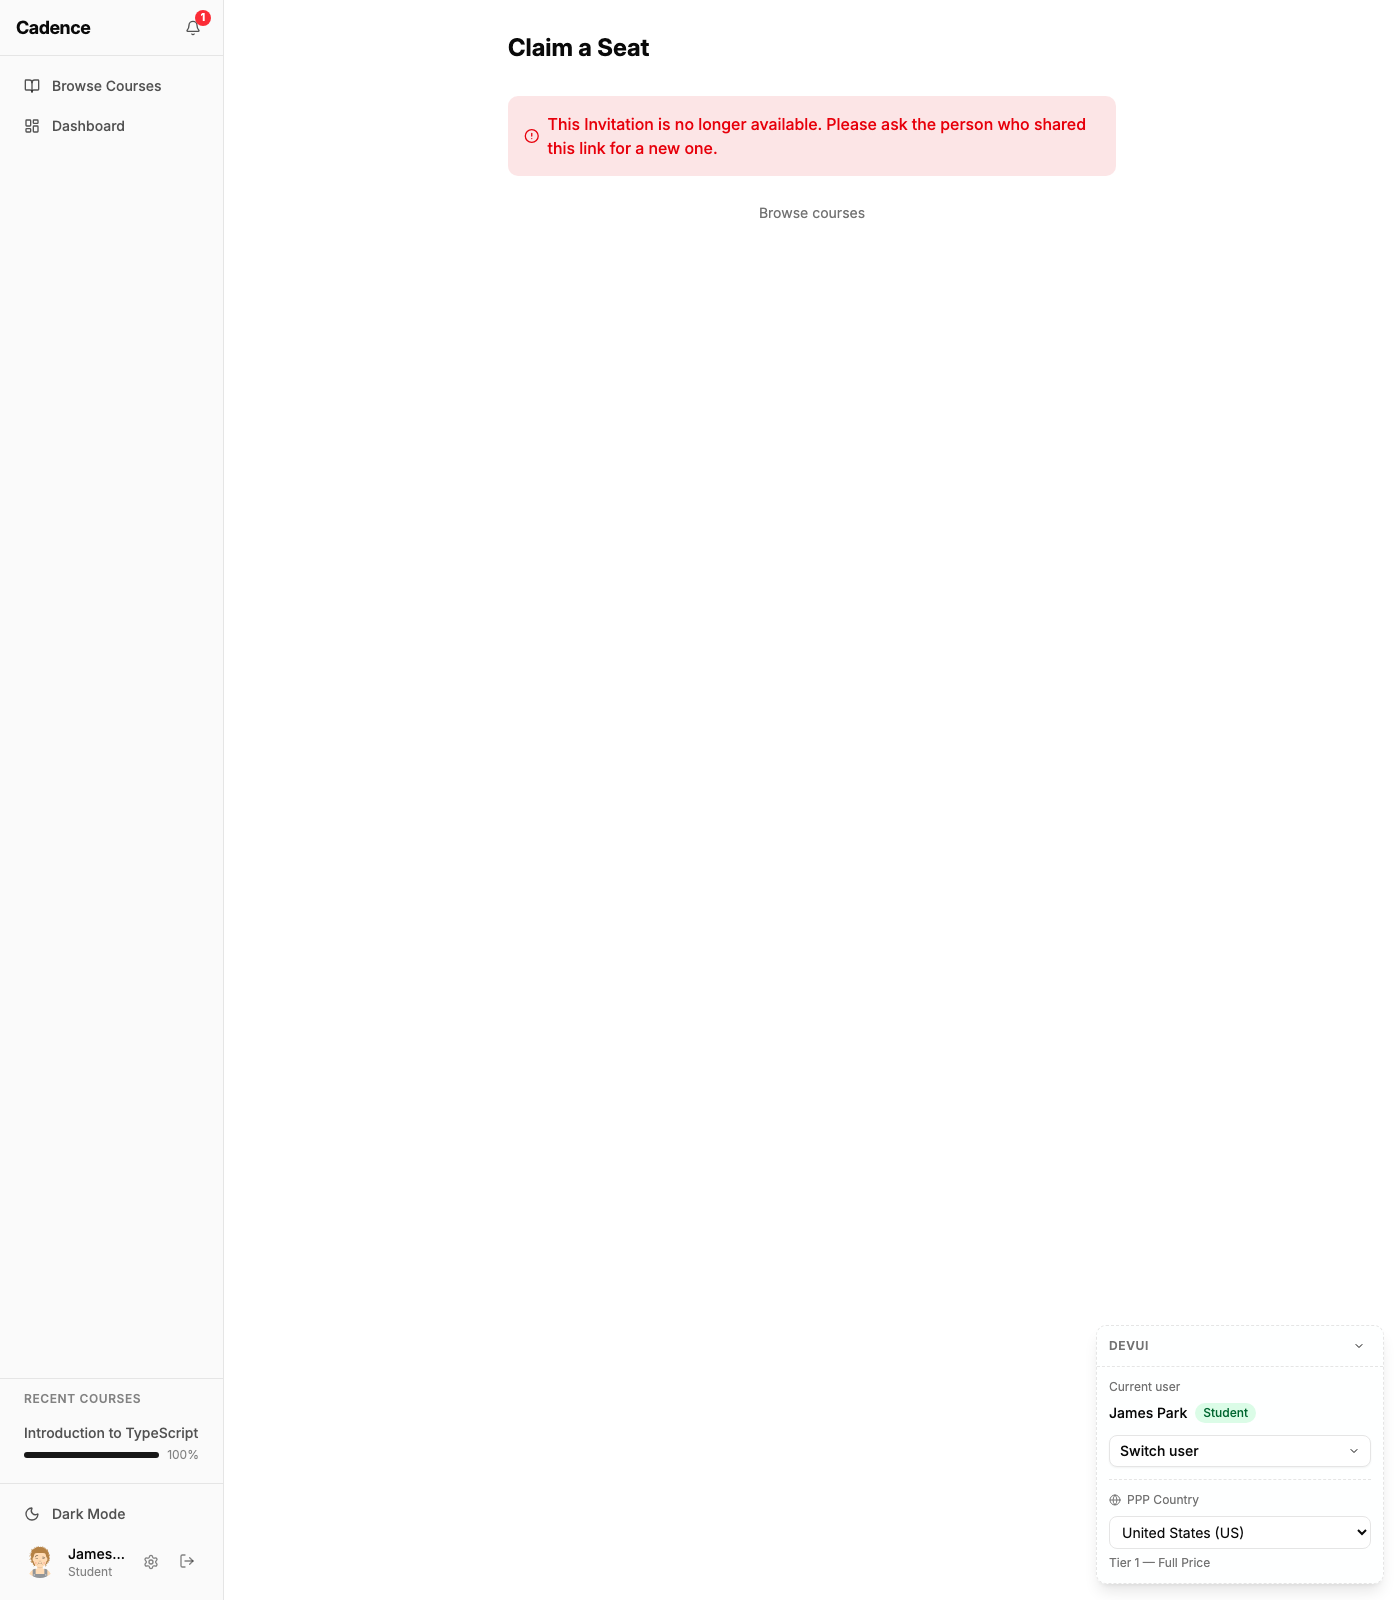 Cadence
1
Browse Courses
Dashboard
Claim a Seat
This Invitation is no longer available. Please ask the person who shared
this link for a new one.
Browse courses
RECENT COURSES
Introduction to TypeScript
100%
Dark Mode
James...
Student
DEVUI
Current user
James Park Student
Switch user
PPP Country
United States (US)
Tier 1 — Full Price